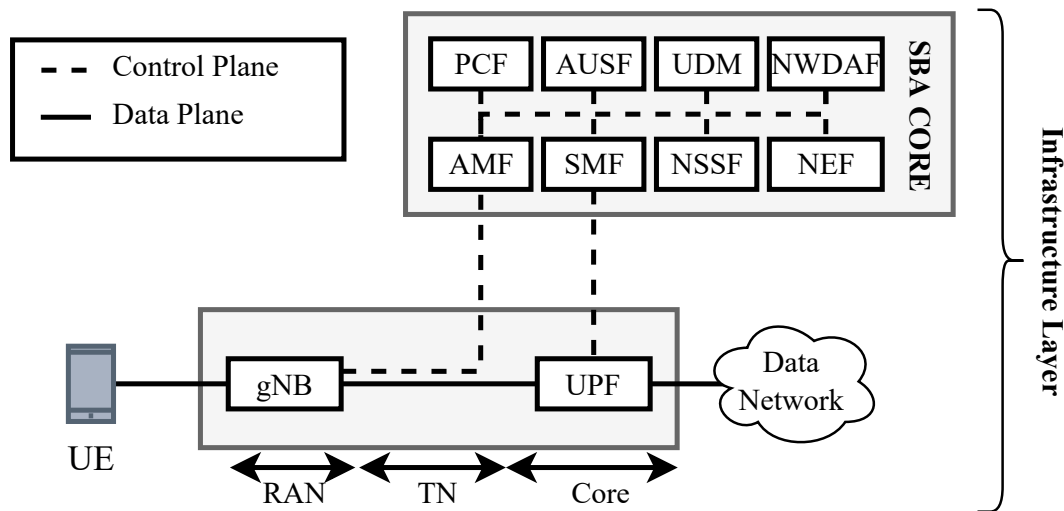 Control Plane
Data Plane
PCF AUSF UDM NWDAF
AMF SMF NSSF NEF
SBA CORE
Infrastructure Layer
gNB
UPF
Data
Network
UE
RAN TN Core